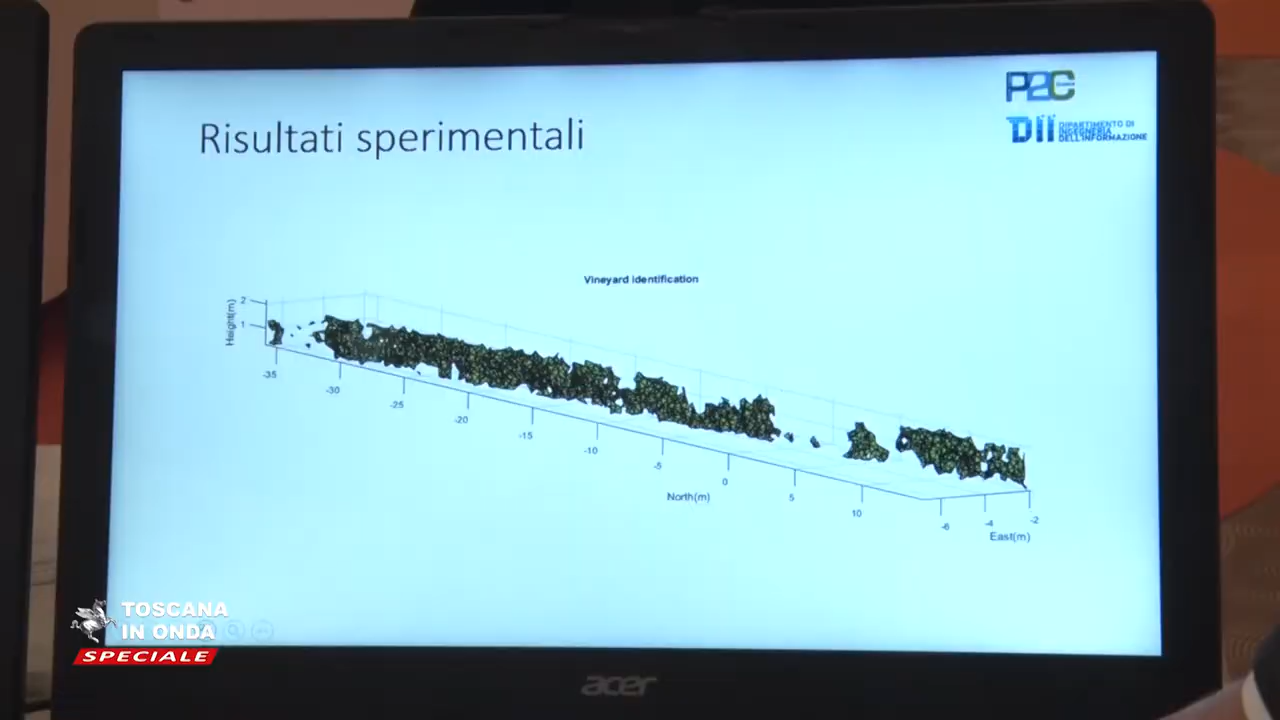 P2C
DIPARTIMENTO DI
DII INGEGNERIA
DELL'INFORMAZIONE
Risultati sperimentali
Vineyard identification
Height(m)
2
1
-35
-30
-25
-20
-15
-10
-5
0
5
10
North(m)
-6
-4
-2
East(m)
TOSCANA
IN ONDA
SPECIALE
acer